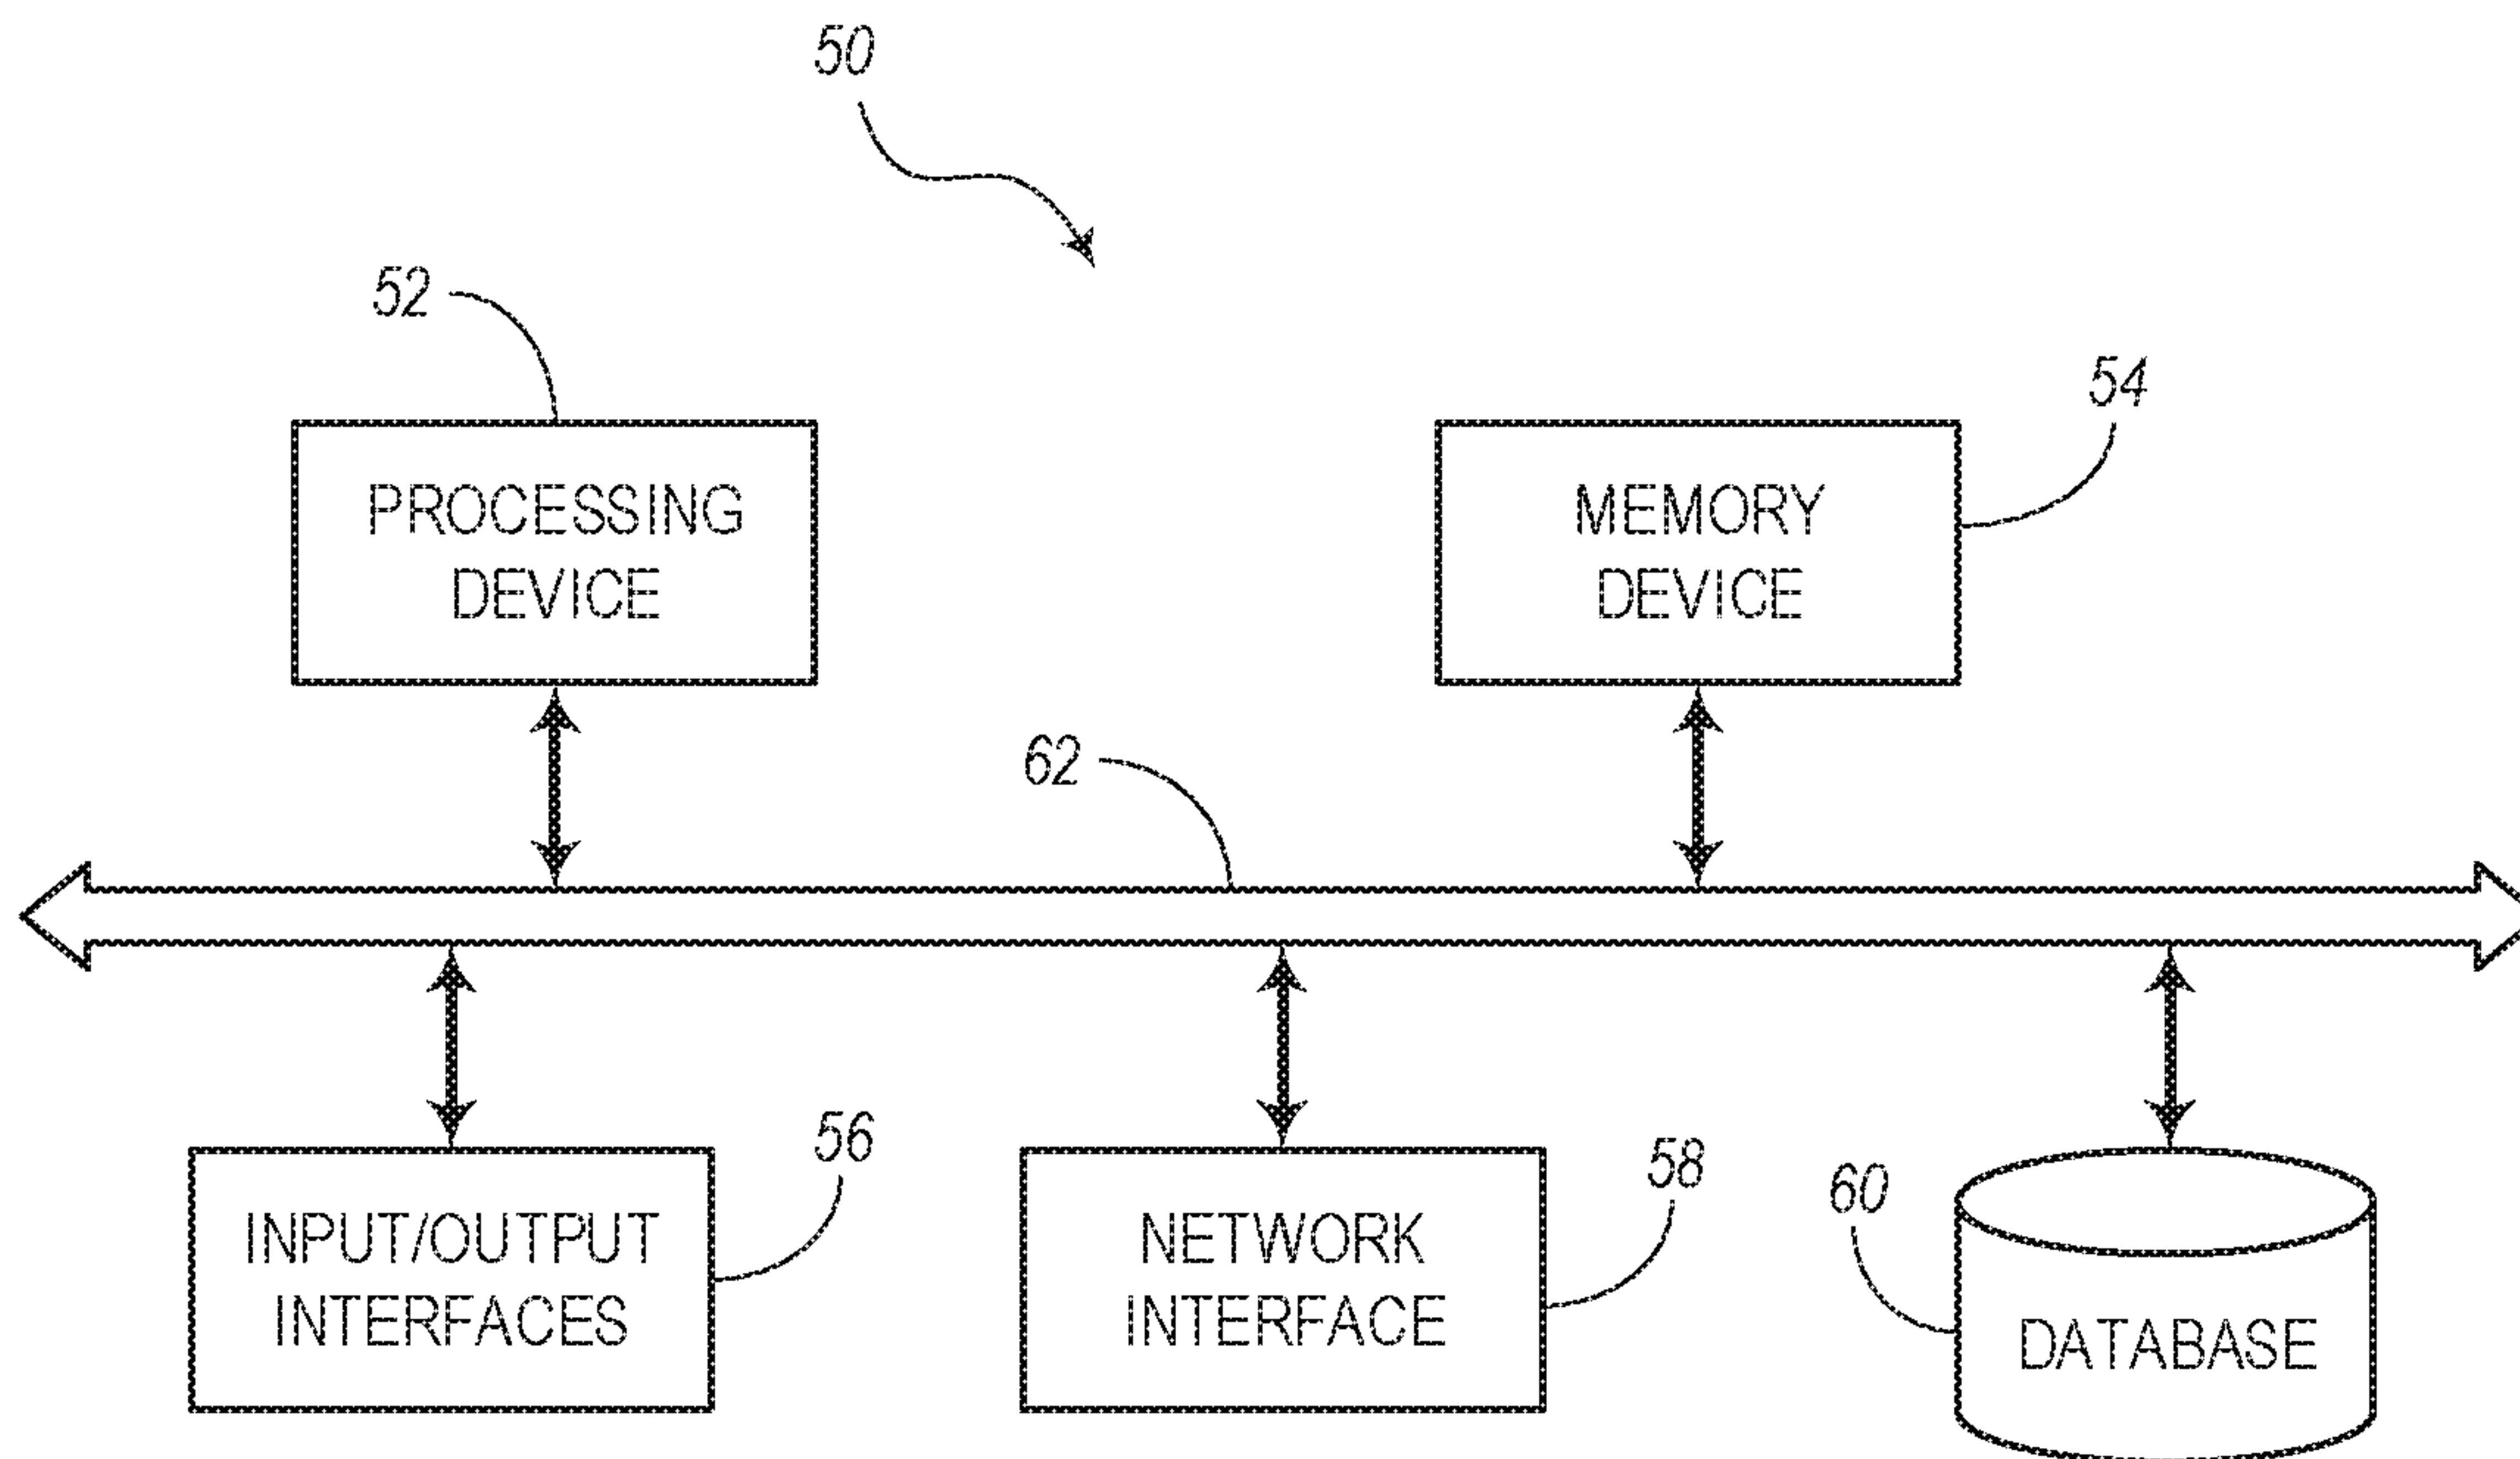 50
52
54
PROCESSING
DEVICE
MEMORY
DEVICE
62
56
58
60
INPUT/OUTPUT
INTERFACES
NETWORK
INTERFACE
DATABASE